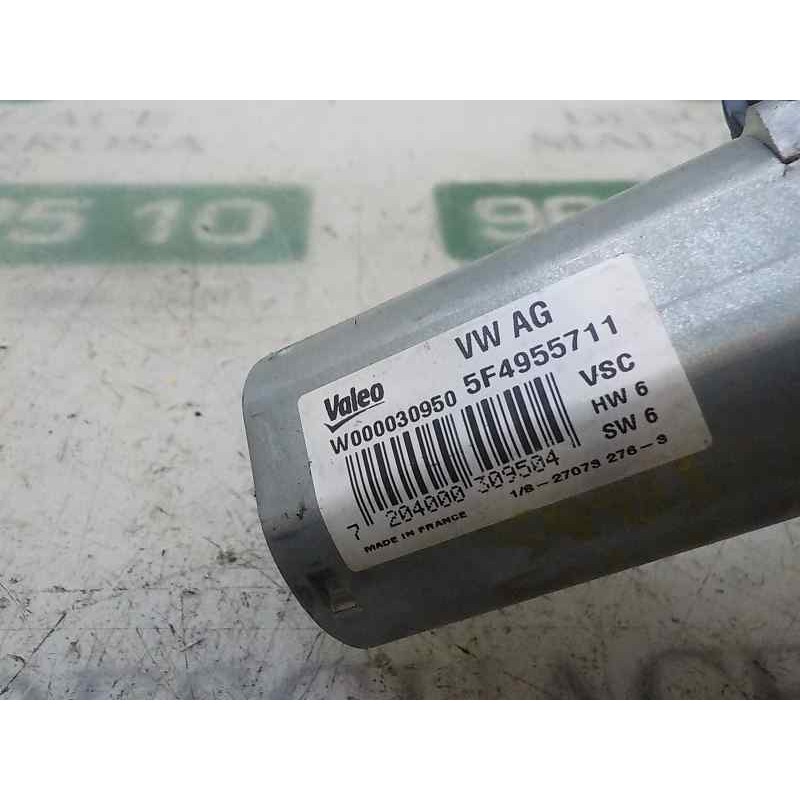 VW AG
Valeo
W000030950 5F4955711
VSC
HW 6
SW 6
7 204000 309504
MADE IN FRANCE
1/8-27073 276-3